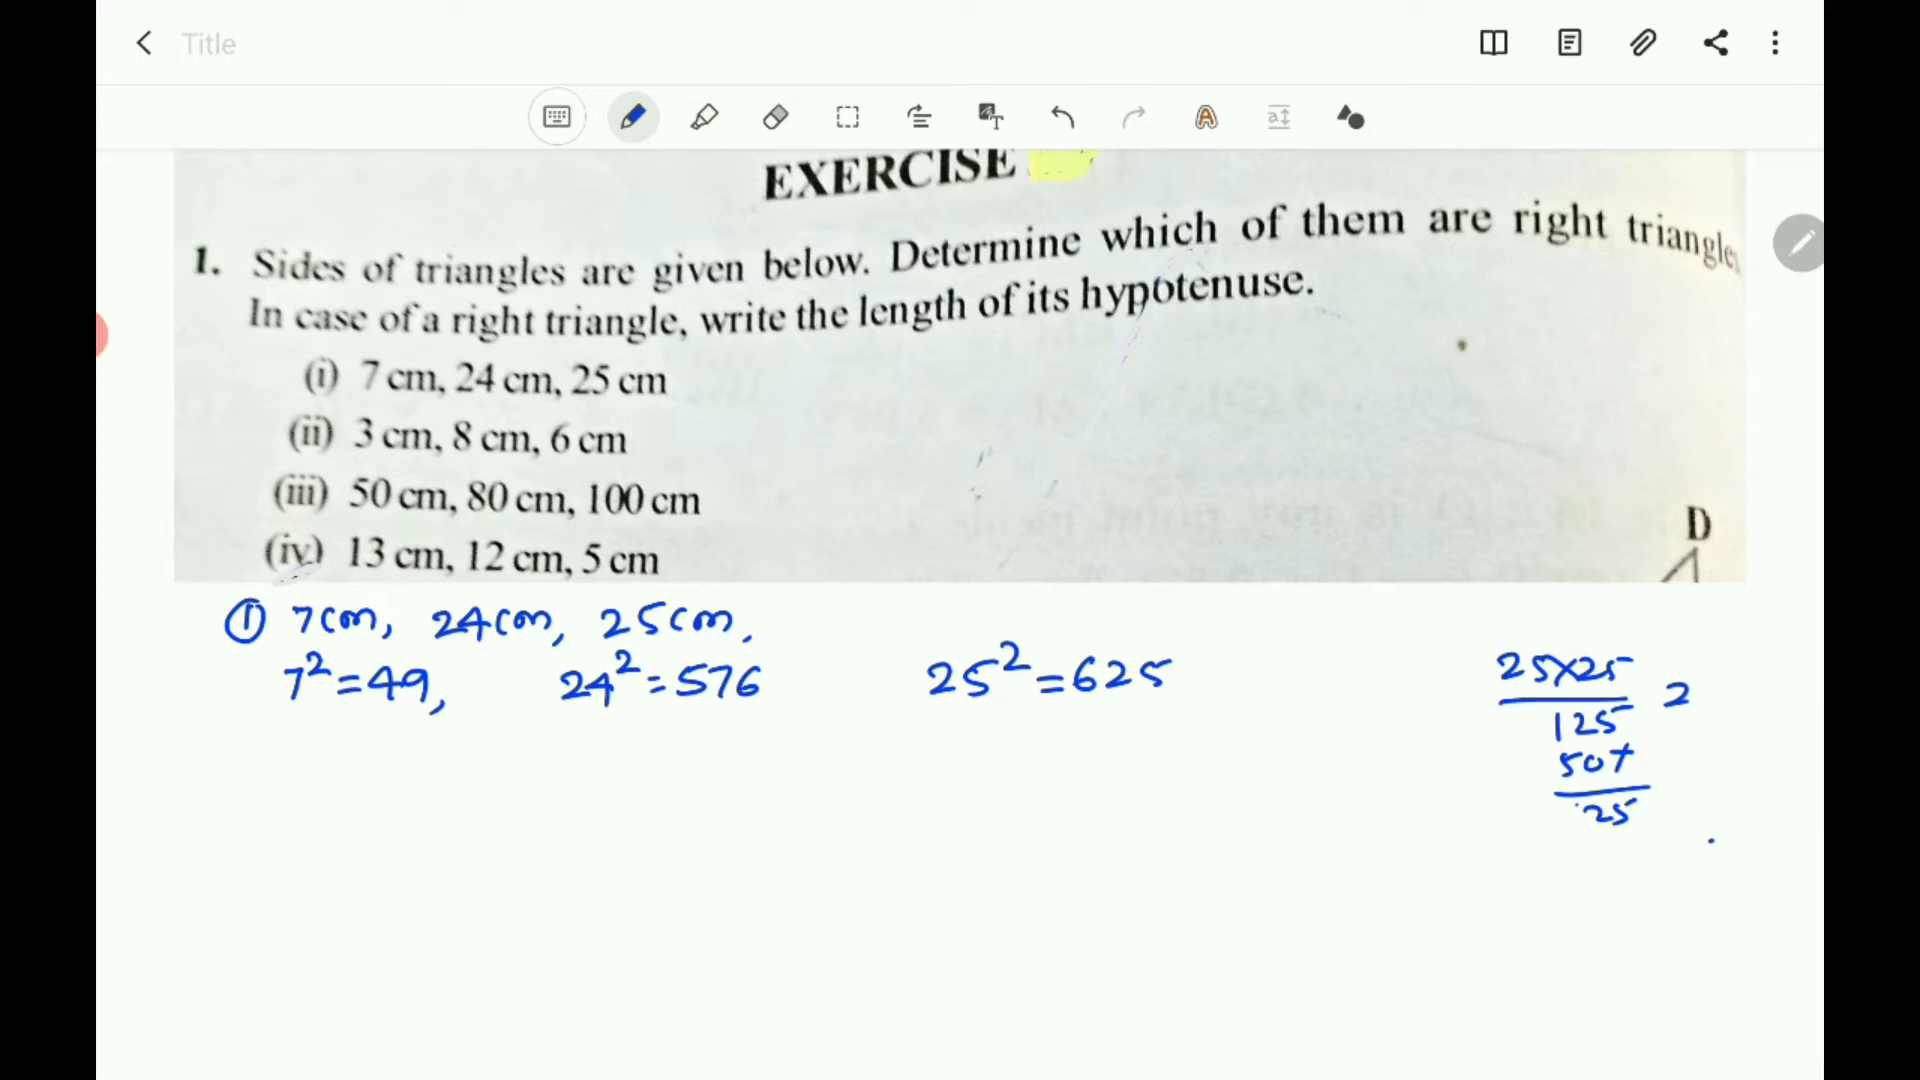 Title
EXERCISE
1. Sides of triangles are given below. Determine which of them are right triangle
In case of a right triangle, write the length of its hypotenuse.
(i) 7 cm, 24 cm, 25 cm
(ii) 3 cm, 8 cm, 6 cm
(iii) 50 cm, 80 cm, 100 cm
(iv) 13 cm, 12 cm, 5 cm
D
① 7cm, 24cm, 25cm.
7²=49, 24²=576 25²=625
25×25
125 2
50+
25